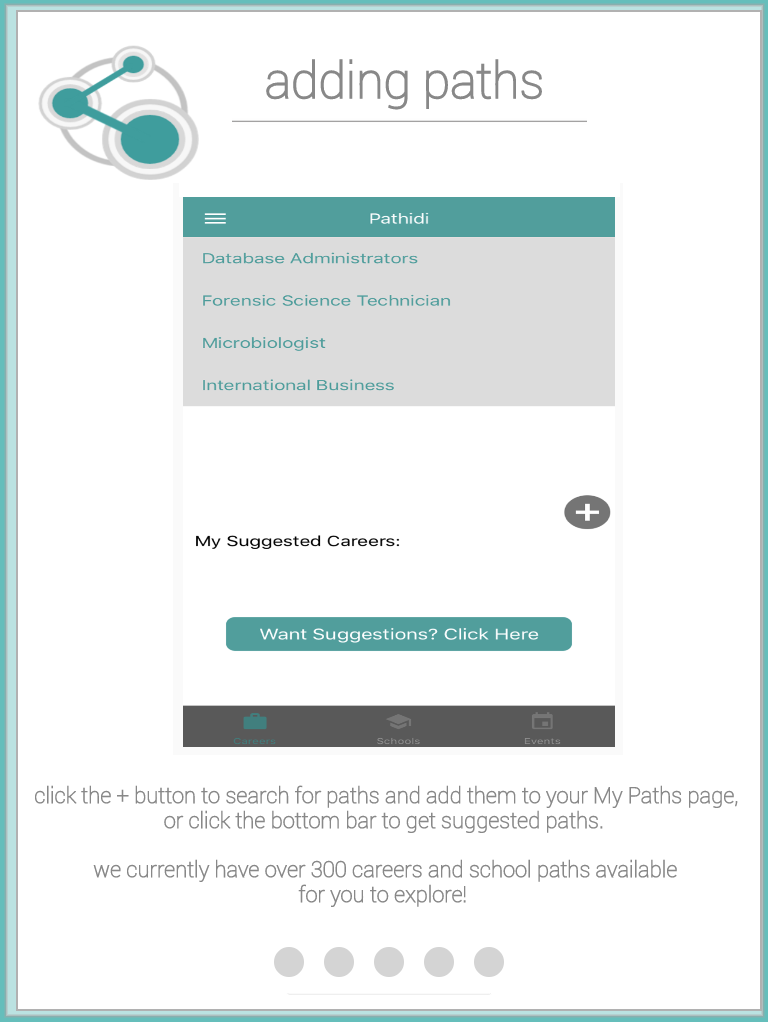 adding paths
Pathidi
Database Administrators
Forensic Science Technician
Microbiologist
International Business
My Suggested Careers:
Want Suggestions? Click Here
Careers
Schools
Events
click the + button to search for paths and add them to your My Paths page,
or click the bottom bar to get suggested paths.
we currently have over 300 careers and school paths available
for you to explore!